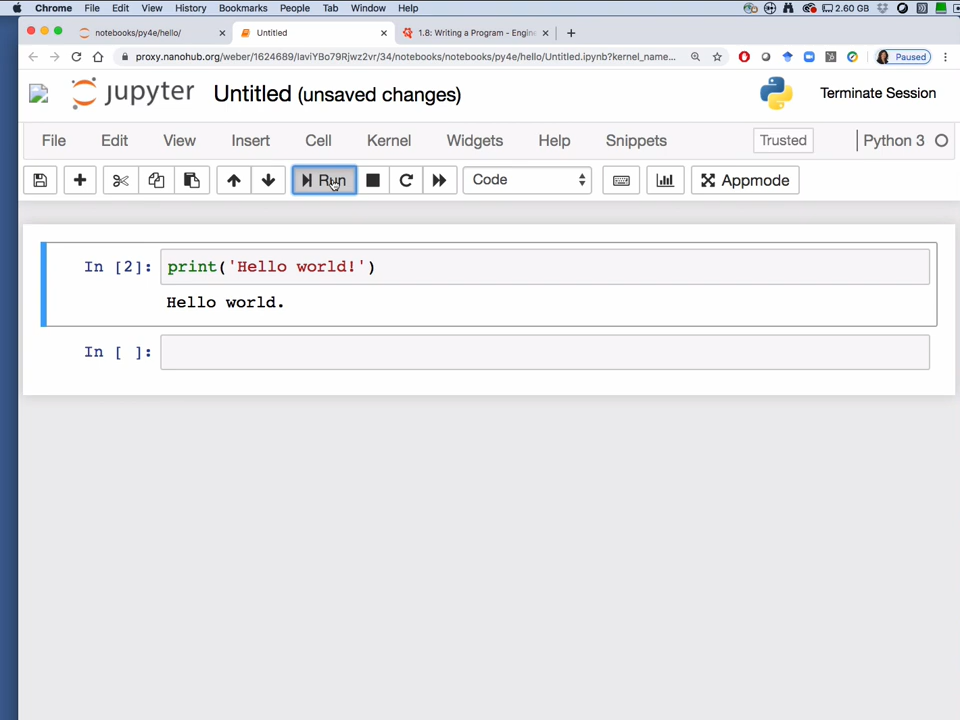 Chrome File Edit View History Bookmarks People Tab Window Help 2.60 GB
notebooks/py4e/hello/ Untitled 1.8: Writing a Program - Engine
proxy.nanohub.org/weber/1624689/IaviYBo79Rjwz2vr/34/notebooks/notebooks/py4e/hello/Untitled.ipynb?kernel_name... Paused
jupyter Untitled (unsaved changes) Terminate Session
File Edit View Insert Cell Kernel Widgets Help Snippets Trusted Python 3
Run Code Appmode
In [2]: print('Hello world!')
Hello world.
In [ ]: